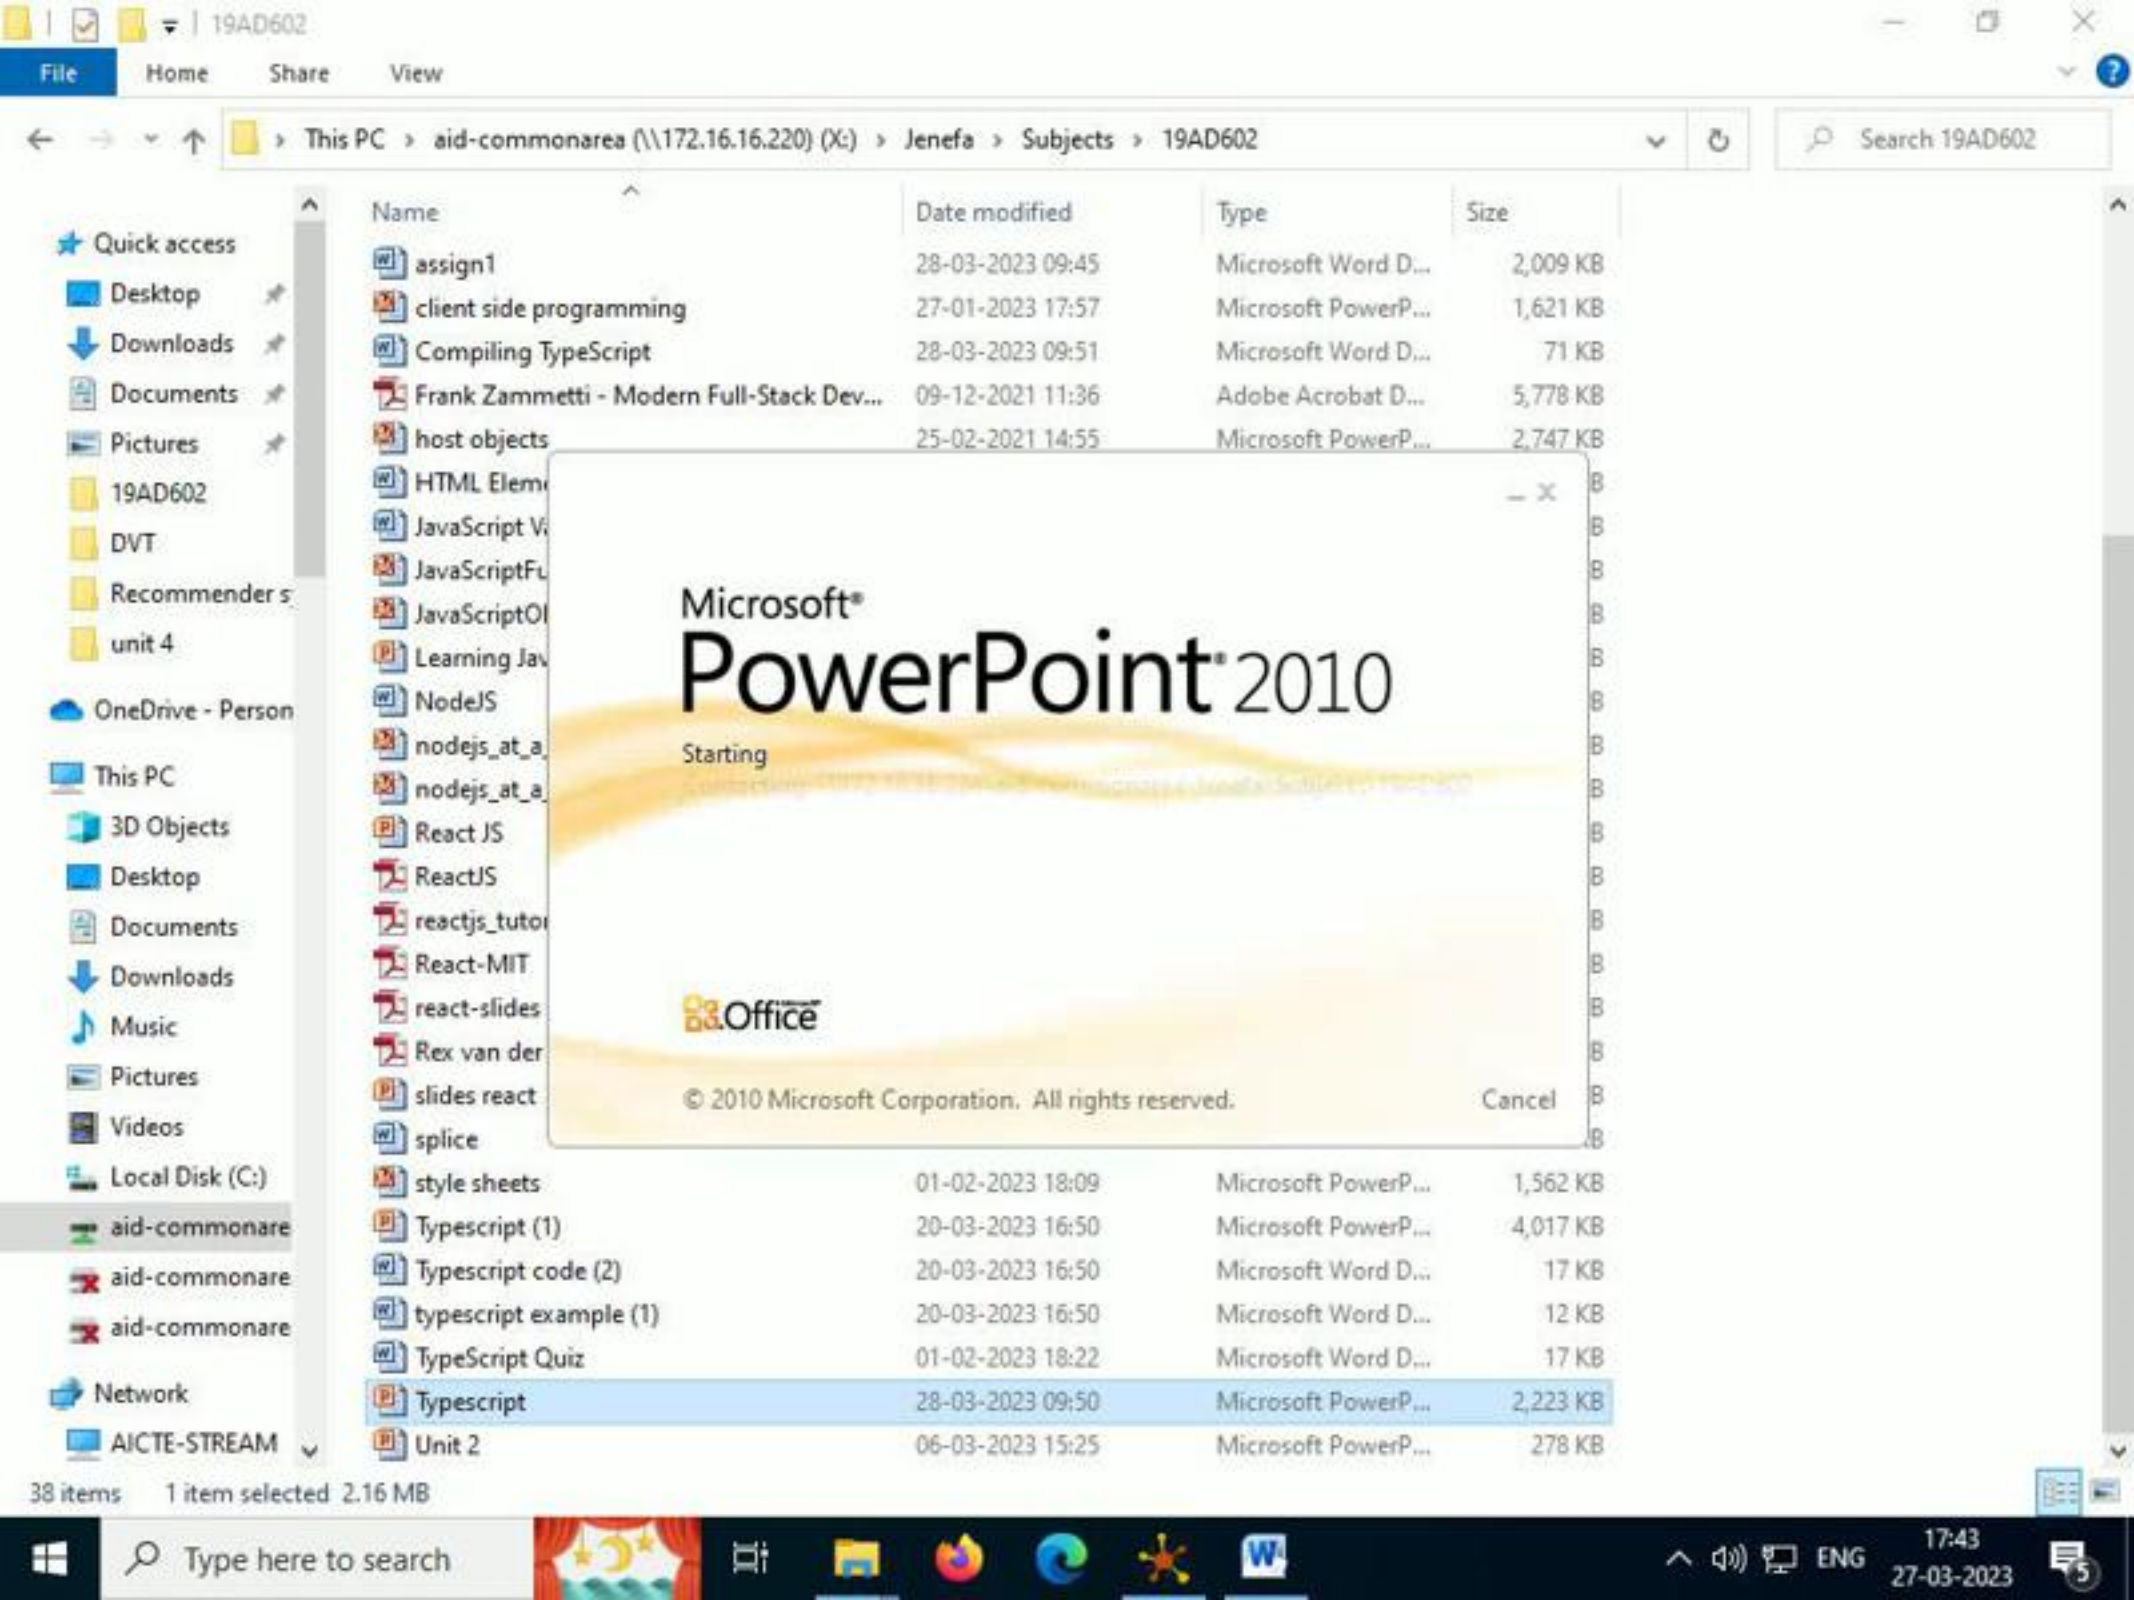 19AD602
File Home Share View
This PC > aid-commonarea (\\172.16.16.220) (X:) > Jenefa > Subjects > 19AD602
Search 19AD602
Quick access
Desktop
Downloads
Documents
Pictures
19AD602
DVT
Recommender s
unit 4
OneDrive - Person
This PC
3D Objects
Desktop
Documents
Downloads
Music
Pictures
Videos
Local Disk (C:)
aid-commonare
aid-commonare
aid-commonare
Network
AICTE-STREAM
Name Date modified Type Size
assign1 28-03-2023 09:45 Microsoft Word D... 2,009 KB
client side programming 27-01-2023 17:57 Microsoft PowerP... 1,621 KB
Compiling TypeScript 28-03-2023 09:51 Microsoft Word D... 71 KB
Frank Zammetti - Modern Full-Stack Dev... 09-12-2021 11:36 Adobe Acrobat D... 5,778 KB
host objects 25-02-2021 14:55 Microsoft PowerP... 2,747 KB
HTML Eleme B
JavaScript Va B
JavaScriptFu B
JavaScriptOl B
Learning Jav B
NodeJS B
nodejs_at_a_ B
nodejs_at_a_ B
React JS B
ReactJS B
reactjs_tutor B
React-MIT B
react-slides B
Rex van der B
slides react B
splice B
style sheets 01-02-2023 18:09 Microsoft PowerP... 1,562 KB
Typescript (1) 20-03-2023 16:50 Microsoft PowerP... 4,017 KB
Typescript code (2) 20-03-2023 16:50 Microsoft Word D... 17 KB
typescript example (1) 20-03-2023 16:50 Microsoft Word D... 12 KB
TypeScript Quiz 01-02-2023 18:22 Microsoft Word D... 17 KB
Typescript 28-03-2023 09:50 Microsoft PowerP... 2,223 KB
Unit 2 06-03-2023 15:25 Microsoft PowerP... 278 KB
Microsoft®
PowerPoint® 2010
Starting
Office
© 2010 Microsoft Corporation. All rights reserved. Cancel
38 items 1 item selected 2.16 MB
Type here to search
ENG
17:43
27-03-2023
5